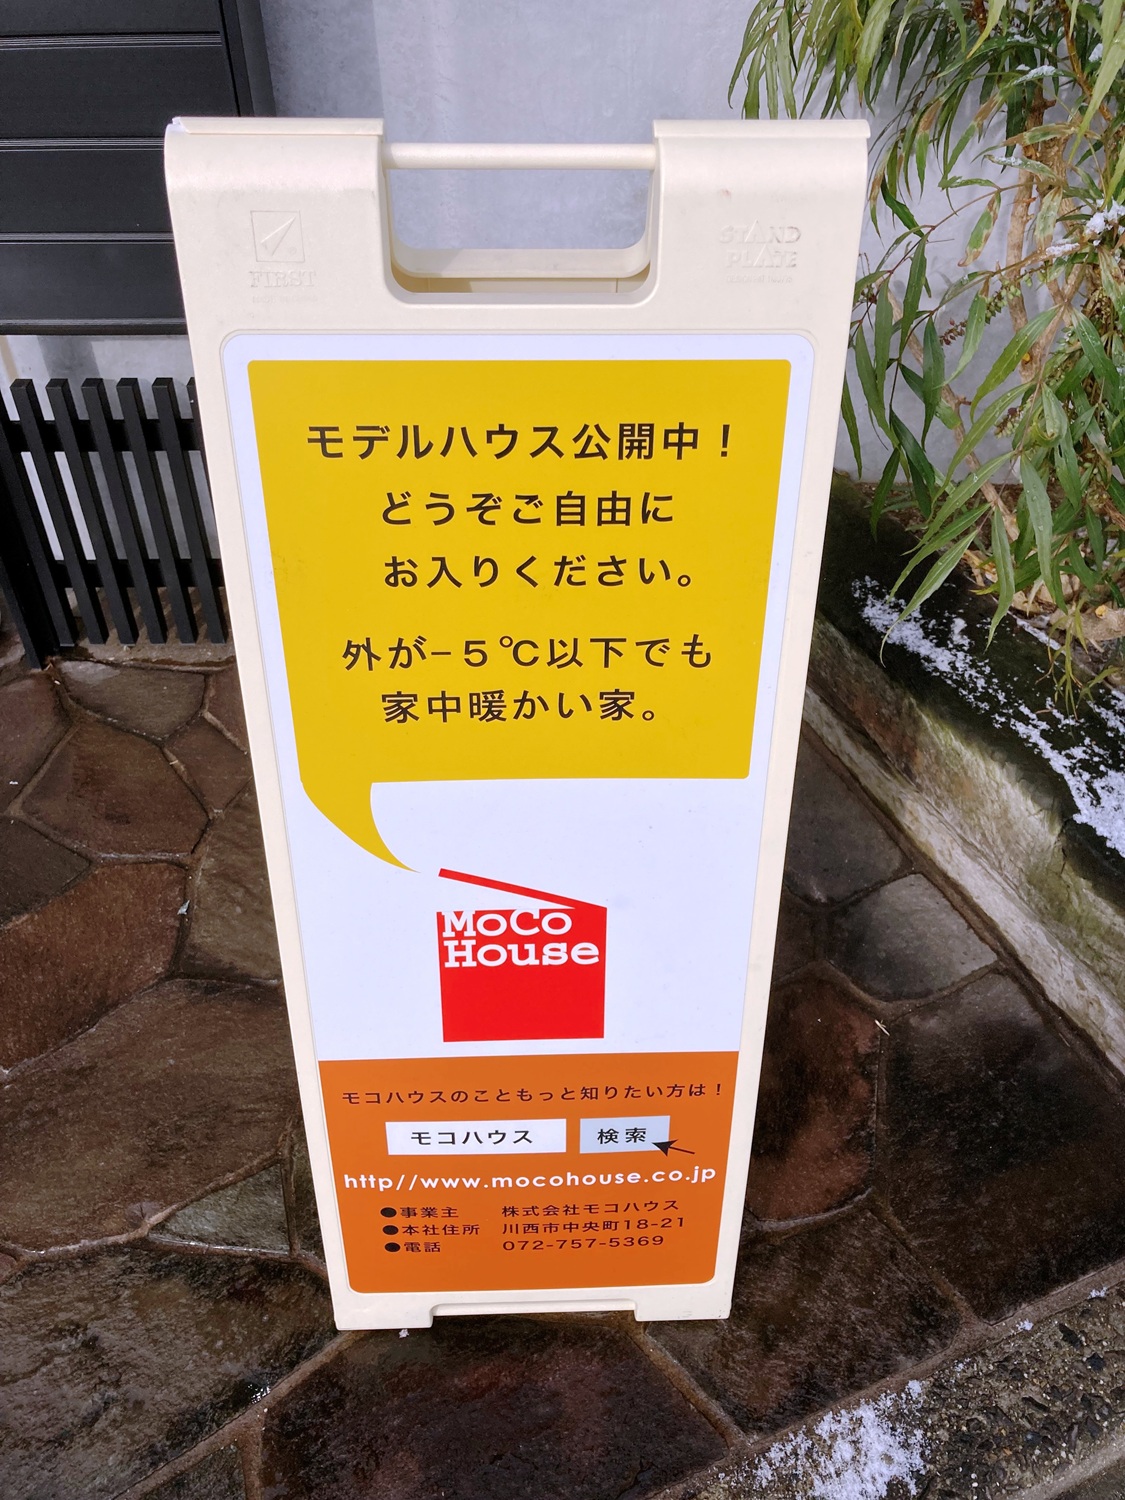 FIRST
STAND
PLATE
モデルハウス公開中！
どうぞご自由に
お入りください。
外が−５℃以下でも
家中暖かい家。
MoCo
House
モコハウスのこともっと知りたい方は！
モコハウス 検索
http//www.mocohouse.co.jp
●事業主 株式会社モコハウス
●本社住所 川西市中央町18-21
●電話 072-757-5369